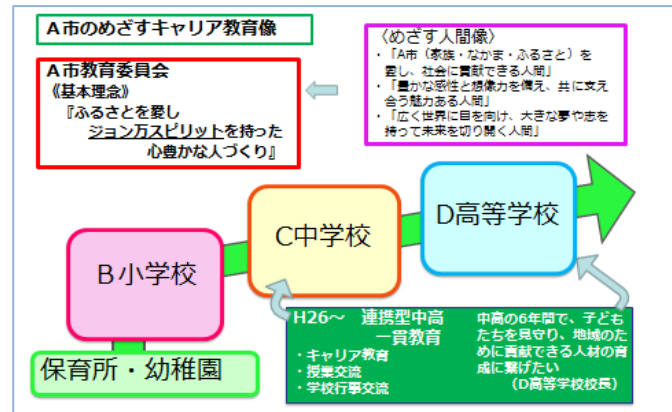 A市のめざすキャリア教育像
A市教育委員会
《基本理念》
『ふるさとを愛し
ジョン万スピリットを持った
心豊かな人づくり』
〈めざす人間像〉
・「A市（家族・なかま・ふるさと）を
愛し、社会に貢献できる人間」
・「豊かな感性と想像力を備え、共に支え
合う魅力ある人間」
・「広く世界に目を向け、大きな夢や志を
持って未来を切り開く人間」
D高等学校
C中学校
B小学校
保育所・幼稚園
H26～　連携型中高
一貫教育
・キャリア教育
・授業交流
・学校行事交流
中高の6年間で、子ども
たちを見守り、地域のた
めに貢献できる人材の育
成に繋げたい
（D高等学校校長）